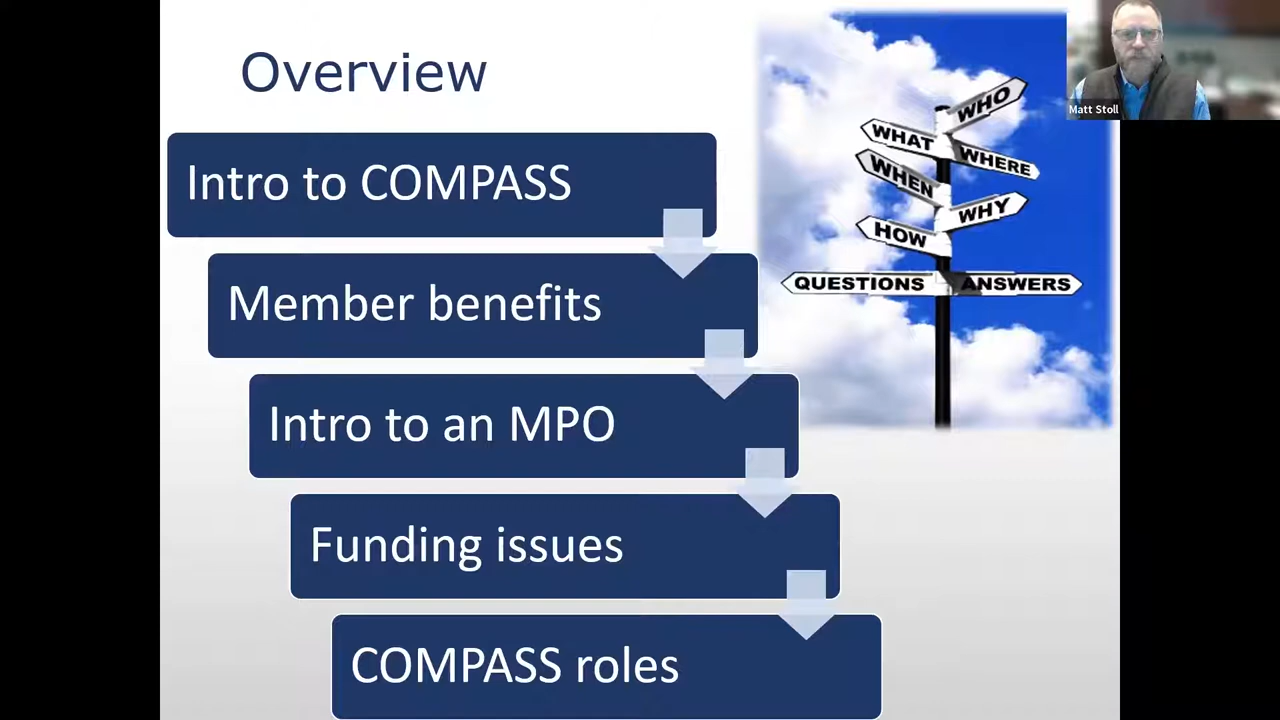 Overview
Intro to COMPASS
Member benefits
Intro to an MPO
Funding issues
COMPASS roles
WHO
WHAT
WHERE
WHEN
WHY
HOW
QUESTIONS
ANSWERS
Matt Stoll